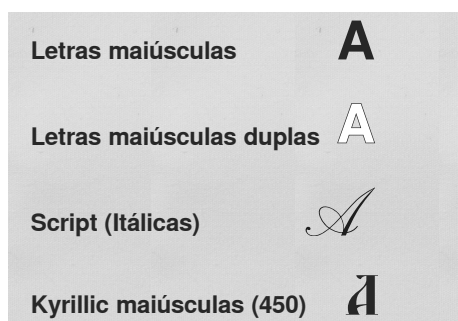 Letras maiúsculas A
Letras maiúsculas duplas A
Script (Itálicas) A
Kyrillic maiúsculas (450) A